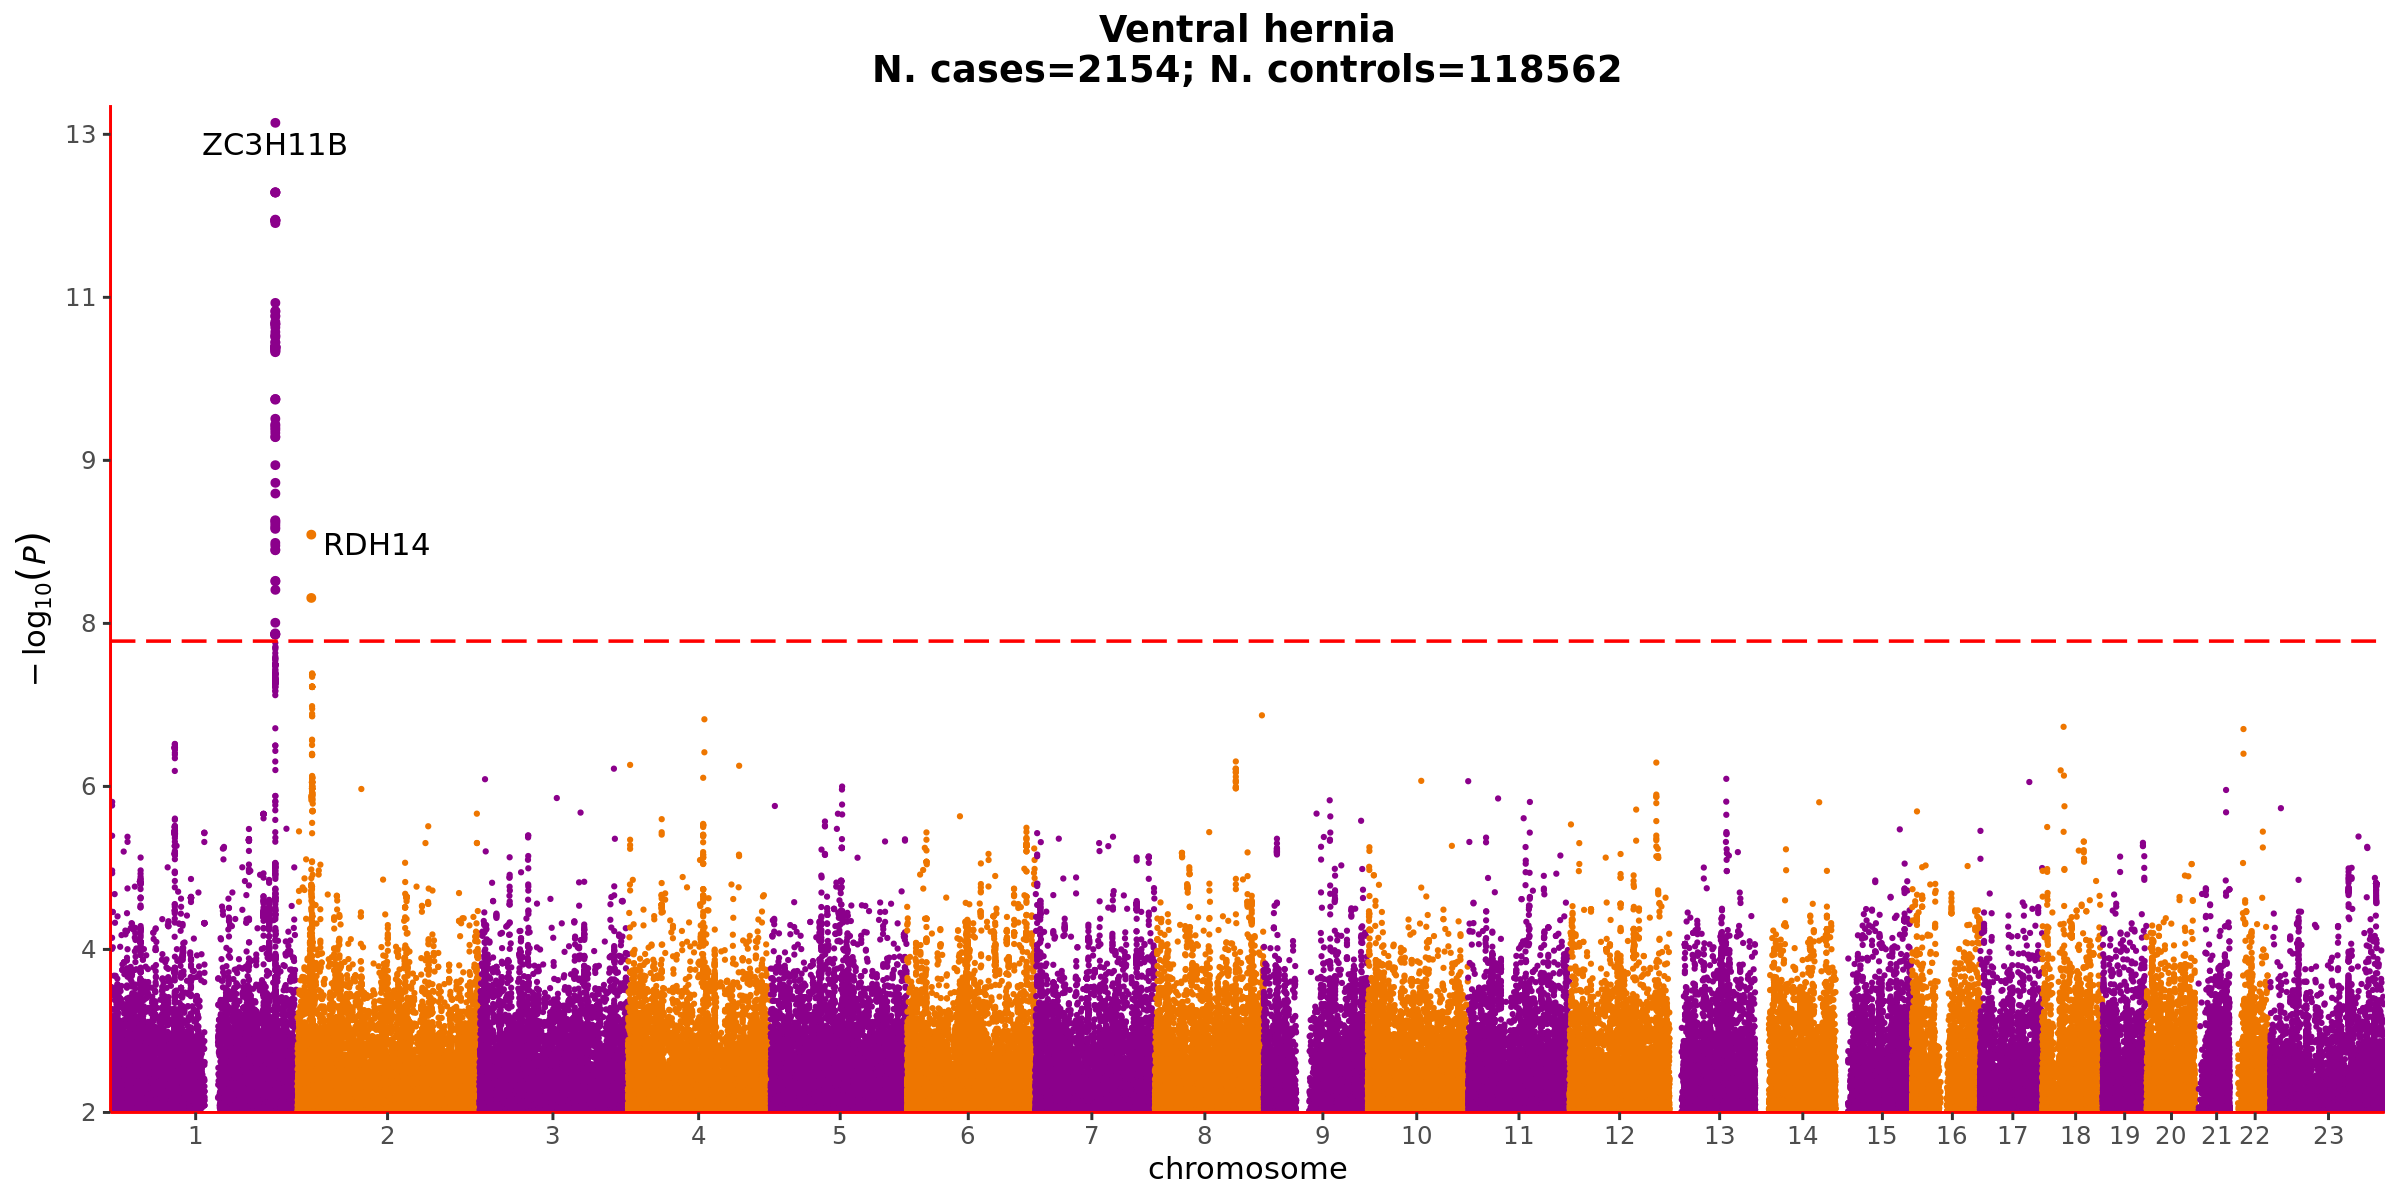 Ventral hernia
N. cases=2154; N. controls=118562
13
ZC3H11B
11
9
RDH14
8
6
4
2
−log10(P)
1 2 3 4 5 6 7 8 9 10 11 12 13 14 15 16 17 18 19 20 21 22 23
chromosome